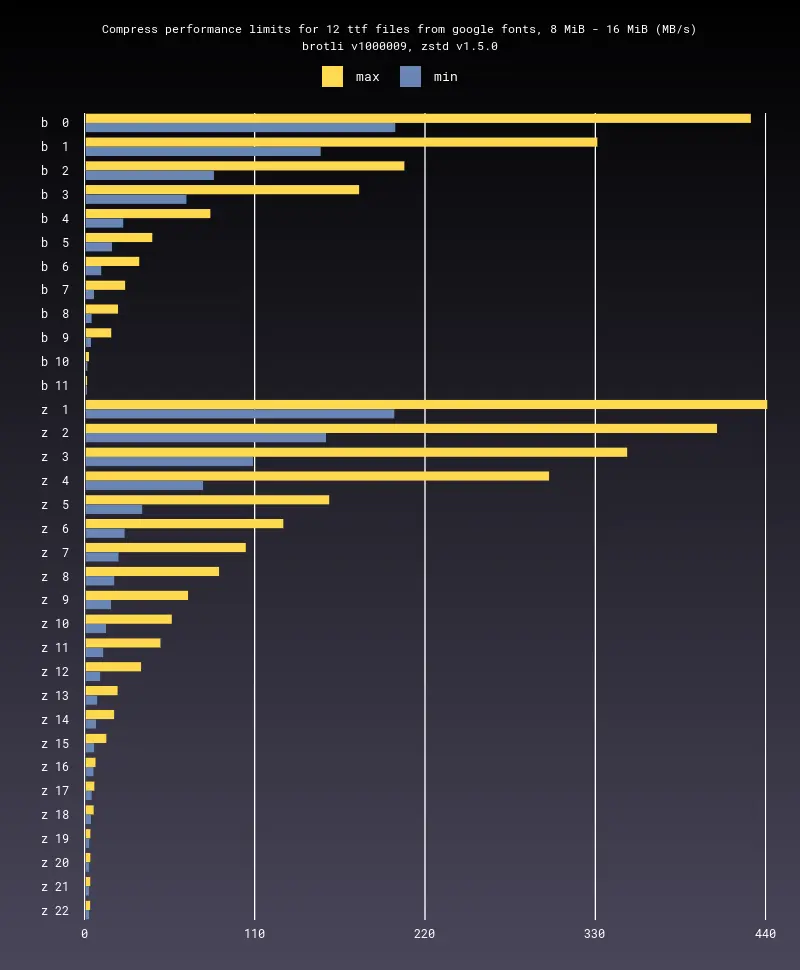 Compress performance limits for 12 ttf files from google fonts, 8 MiB - 16 MiB (MB/s)
brotli v1000009, zstd v1.5.0
max min
b 0
b 1
b 2
b 3
b 4
b 5
b 6
b 7
b 8
b 9
b 10
b 11
z 1
z 2
z 3
z 4
z 5
z 6
z 7
z 8
z 9
z 10
z 11
z 12
z 13
z 14
z 15
z 16
z 17
z 18
z 19
z 20
z 21
z 22
0 110 220 330 440